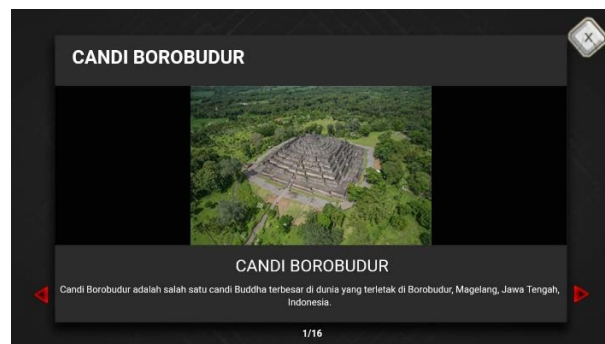 X
CANDI BOROBUDUR
CANDI BOROBUDUR
Candi Borobudur adalah salah satu candi Buddha terbesar di dunia yang terletak di Borobudur, Magelang, Jawa Tengah,
Indonesia.
1/16